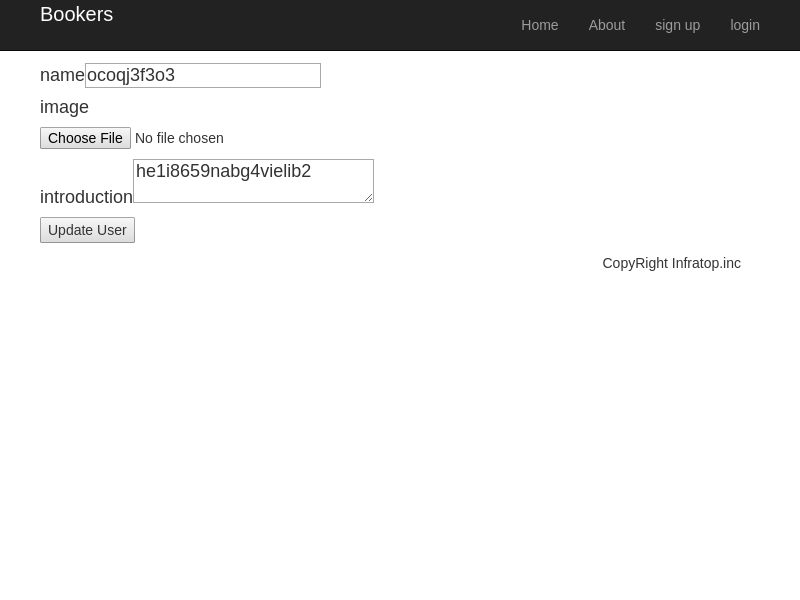 Bookers
Home About sign up login
name ocoqj3f3o3
image
Choose File No file chosen
introduction he1i8659nabg4vielib2
Update User
CopyRight Infratop.inc